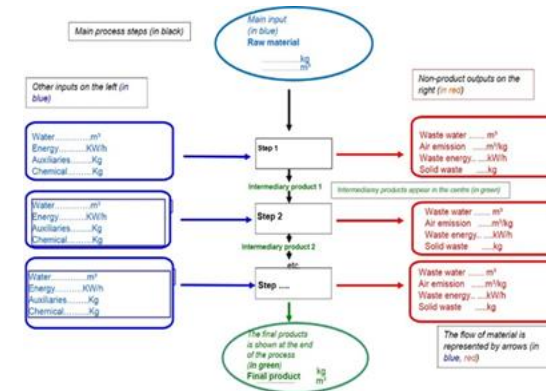 Main process steps (in black)
Main input
(in blue)
Raw material
..............kg
..............m³
Other inputs on the left (in
blue)
Non-product outputs on the
right (in red)
Water............m³
Energy.........KW/h
Auxiliaries......Kg
Chemical.........Kg
Step 1
Waste water ....... m³
Air emission .....m³/kg
Waste energy.. ....kW/h
Solid waste .....kg
Intermediary product 1
Intermedianey products appear in the centre (in green)
Water............m³
Energy.........KW/h
Auxiliaries......Kg
Chemical.........Kg
Step 2
Waste water ....... m³
Air emission .....m³/kg
Waste energy.. ....kW/h
Solid waste .....kg
Intermediary product 2
etc.
Water............m³
Energy.........KW/h
Auxiliaries......Kg
Chemical.........Kg
Step .....
Waste water ....... m³
Air emission .....m³/kg
Waste energy.. ....kW/h
Solid waste .....kg
The final products
is shown at the end
of the process
(in green)
Final product kg
.............. m³
The flow of material is
represented by arrows (in
blue, red)